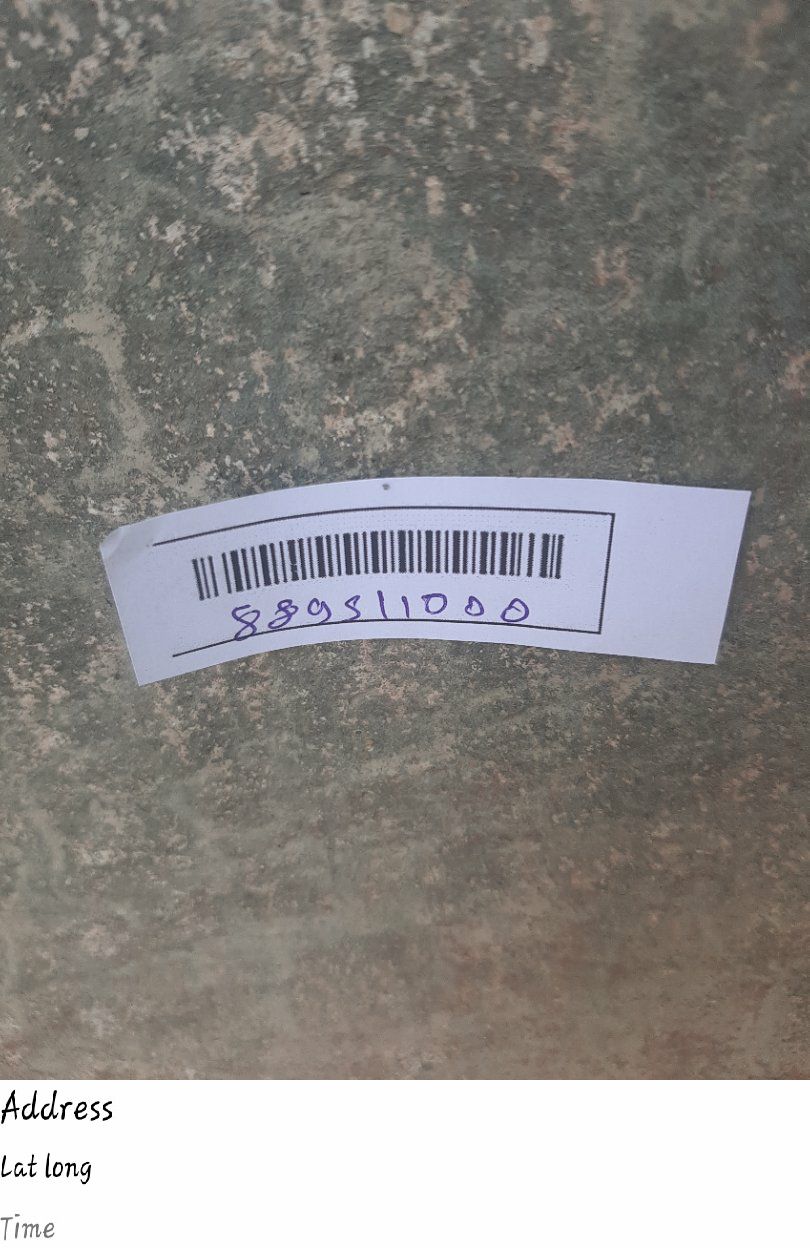 889511000
Address
Lat long
Time